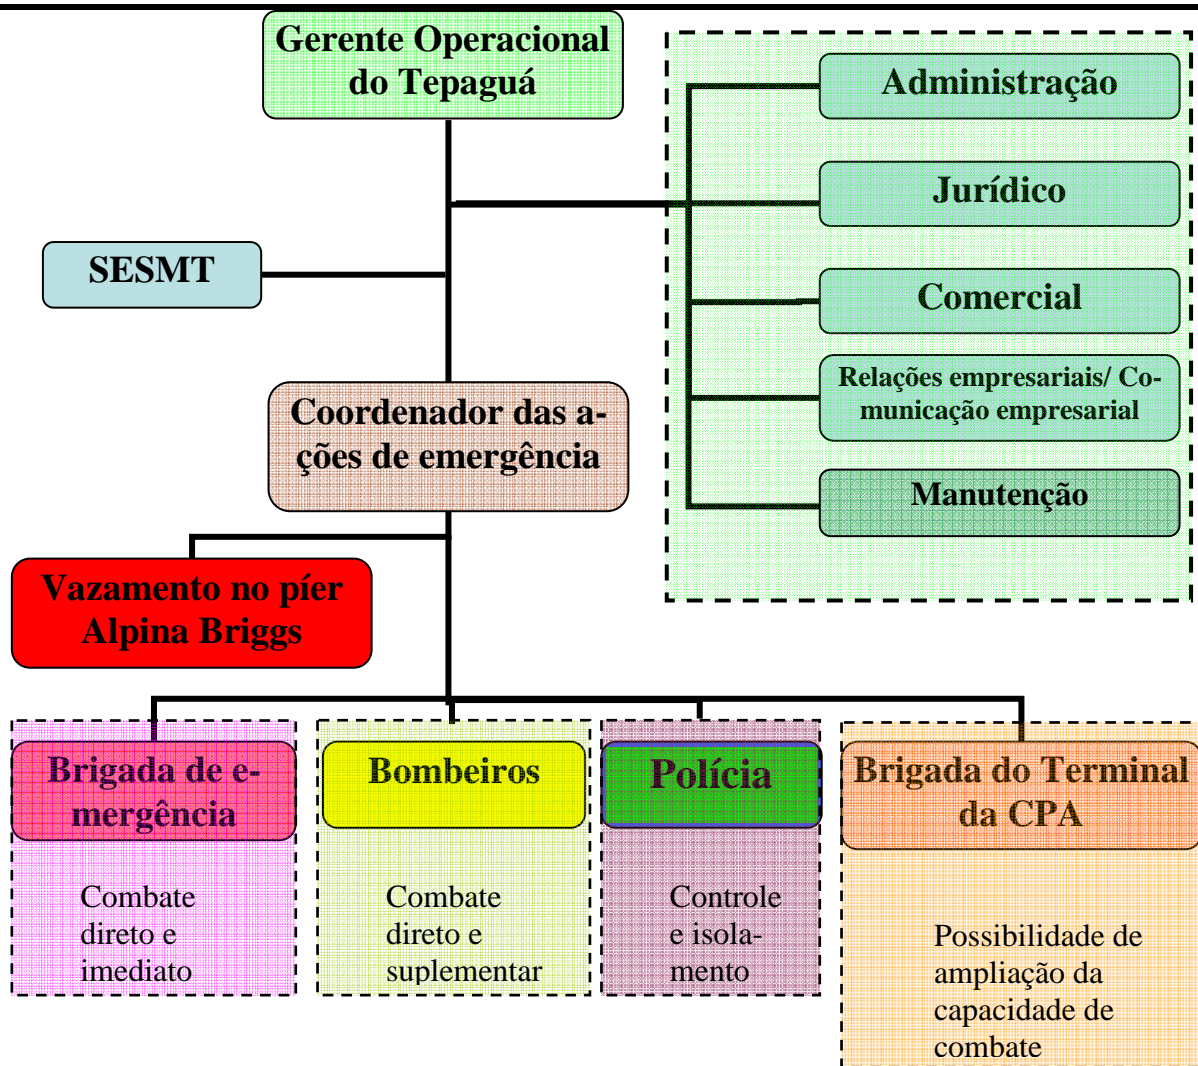 Gerente Operacional
do Tepaguá
Administração
Jurídico
SESMT
Comercial
Relações empresariais/ Co-
municação empresarial
Coordenador das a-
ções de emergência
Manutenção
Vazamento no píer
Alpina Briggs
Brigada de e-
mergência
Combate
direto e
imediato
Bombeiros
Combate
direto e
suplementar
Polícia
Controle
e isola-
mento
Brigada do Terminal
da CPA
Possibilidade de
ampliação da
capacidade de
combate